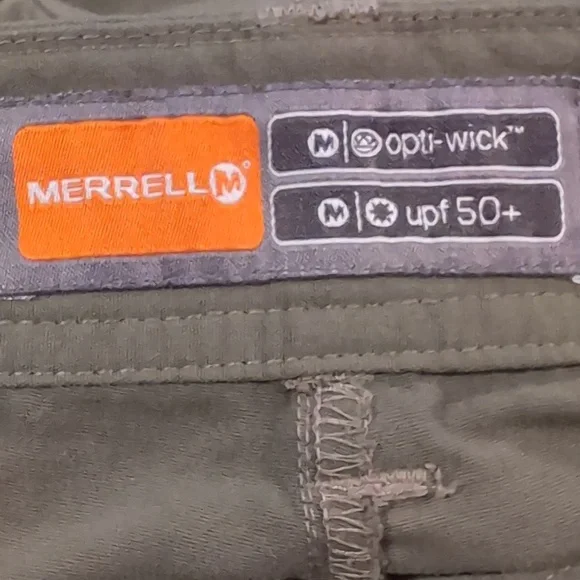 MERRELL M
M opti-wick™
M upf 50+